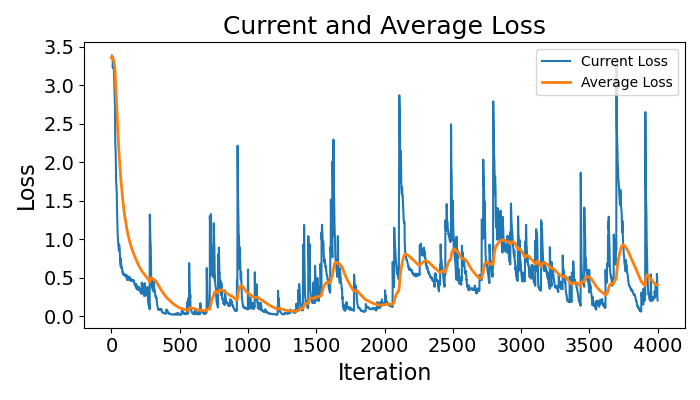 Current and Average Loss
Current Loss
Average Loss
Loss
3.5
3.0
2.5
2.0
1.5
1.0
0.5
0.0
0 500 1000 1500 2000 2500 3000 3500 4000
Iteration